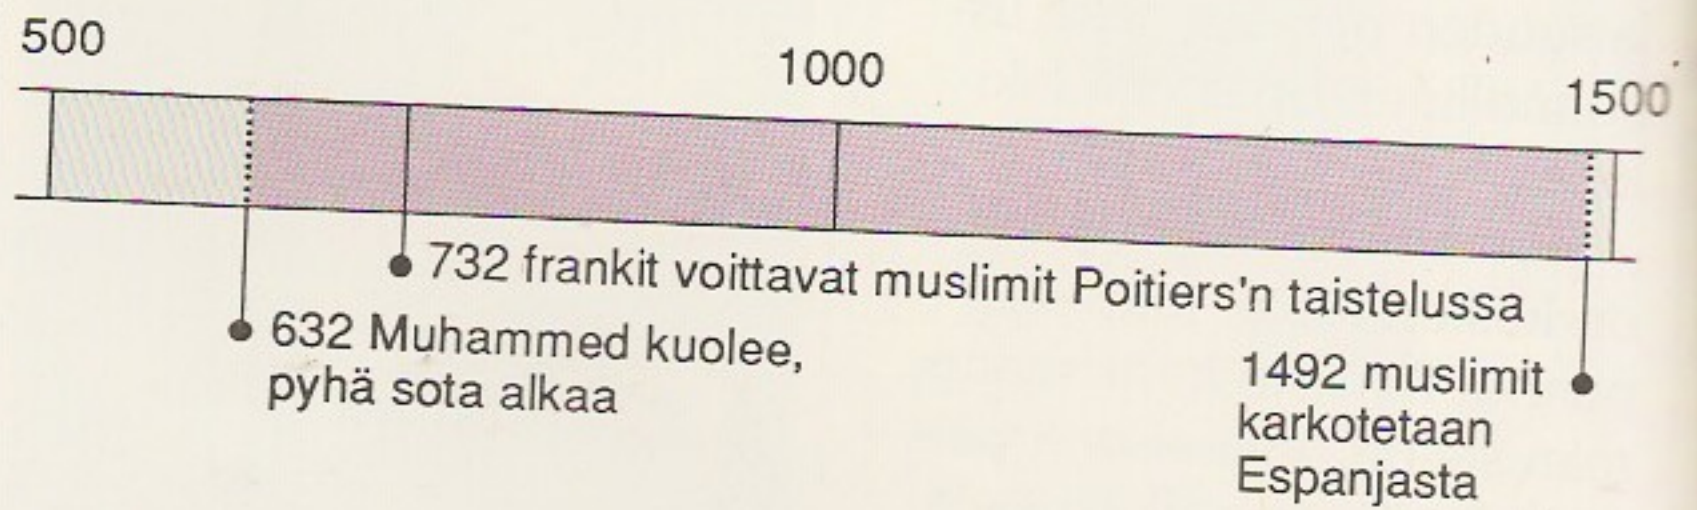 500
1000
1500
732 frankit voittavat muslimit Poitiers'n taistelussa
632 Muhammed kuolee,
pyhä sota alkaa
1492 muslimit
karkotetaan
Espanjasta